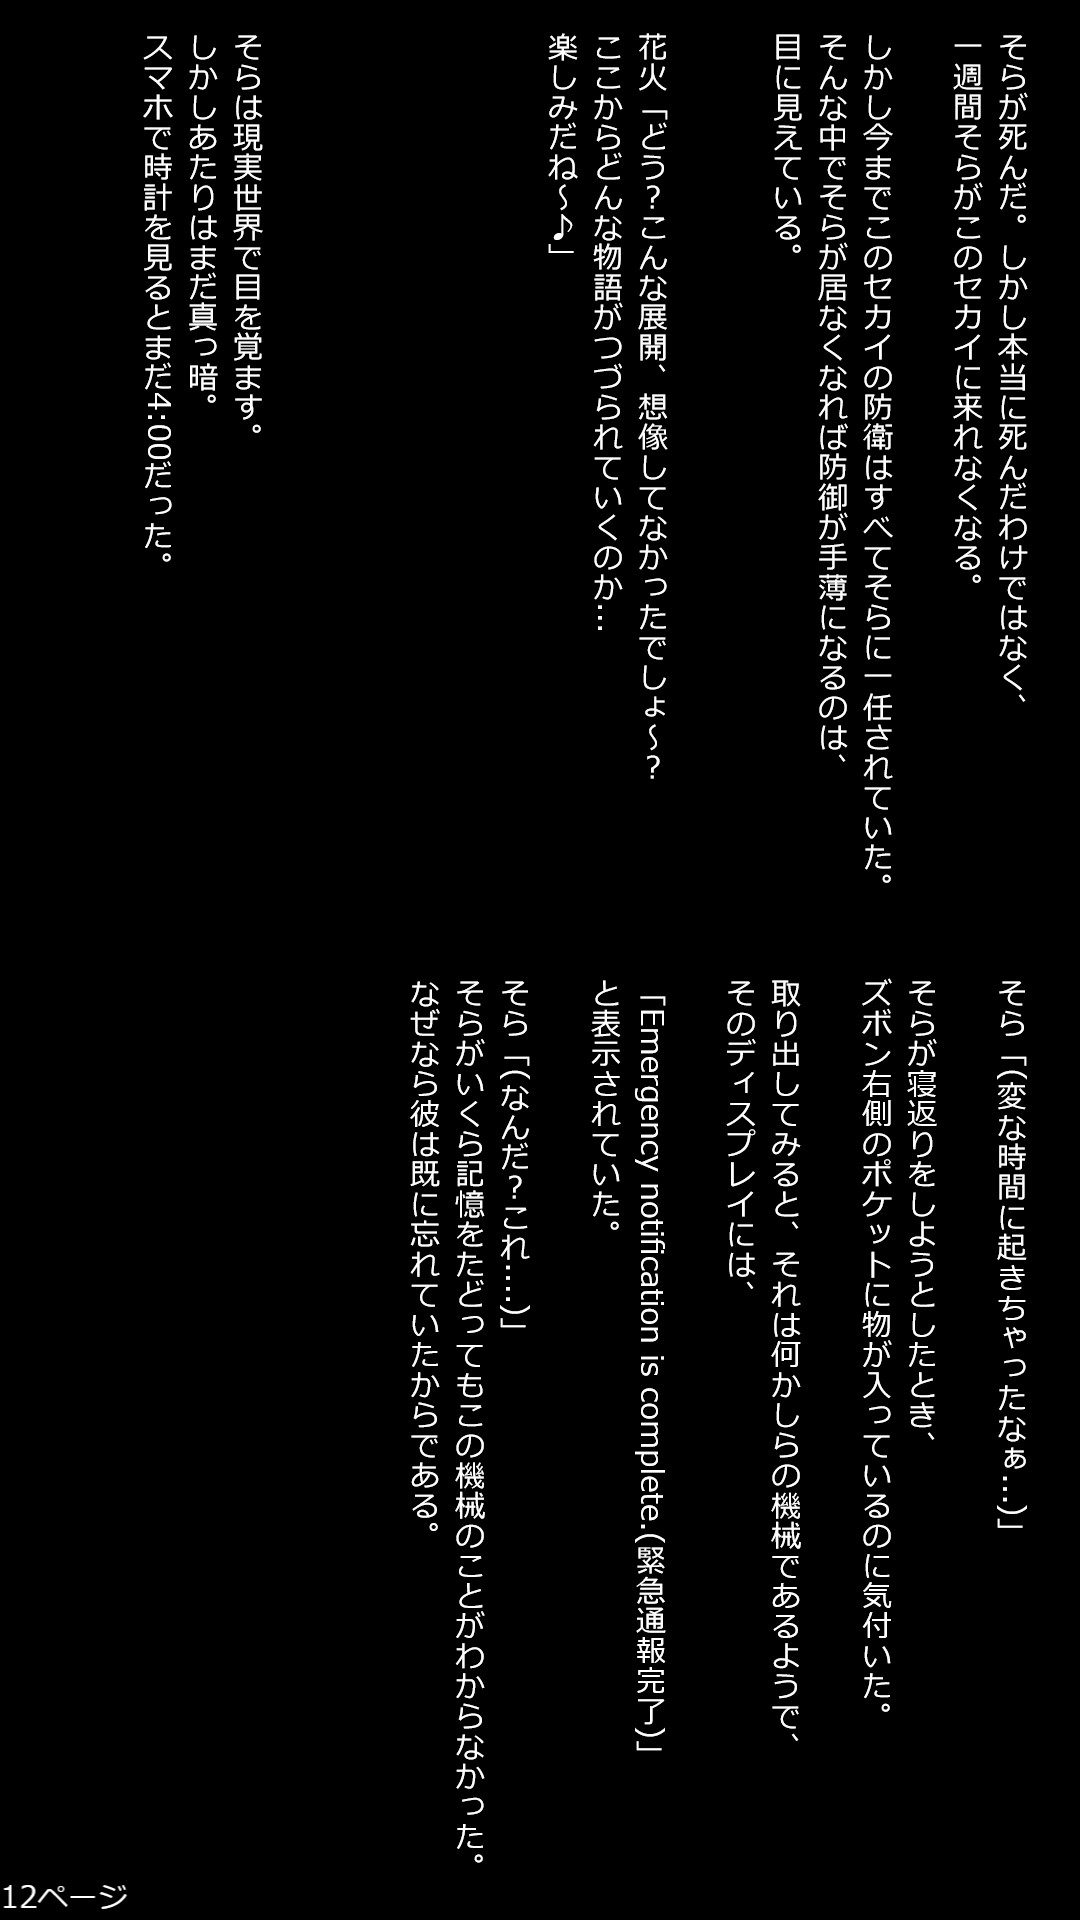 そらが死んだ。しかし本当に死んだわけではなく、
一週間そらがこのセカイに来れなくなる。
しかし今までこのセカイの防衛はすべてそらに一任されていた。
そんな中でそらが居なくなれば防御が手薄になるのは、
目に見えている。
花火「どう？こんな展開、想像してなかったでしょ～？
ここからどんな物語がつづられていくのか…
楽しみだね～♪」
そらは現実世界で目を覚ます。
しかしあたりはまだ真っ暗。
スマホで時計を見るとまだ4:00だった。
そら「(変な時間に起きちゃったなぁ…)」
そらが寝返りをしようとしたとき、
ズボン右側のポケットに物が入っているのに気付いた。
取り出してみると、それは何かしらの機械であるようで、
そのディスプレイには、
「Emergency notification is complete.(緊急通報完了)」
と表示されていた。
そら「(なんだ？これ….)」
そらがいくら記憶をたどってもこの機械のことがわからなかった。
なぜなら彼は既に忘れていたからである。
12ページ